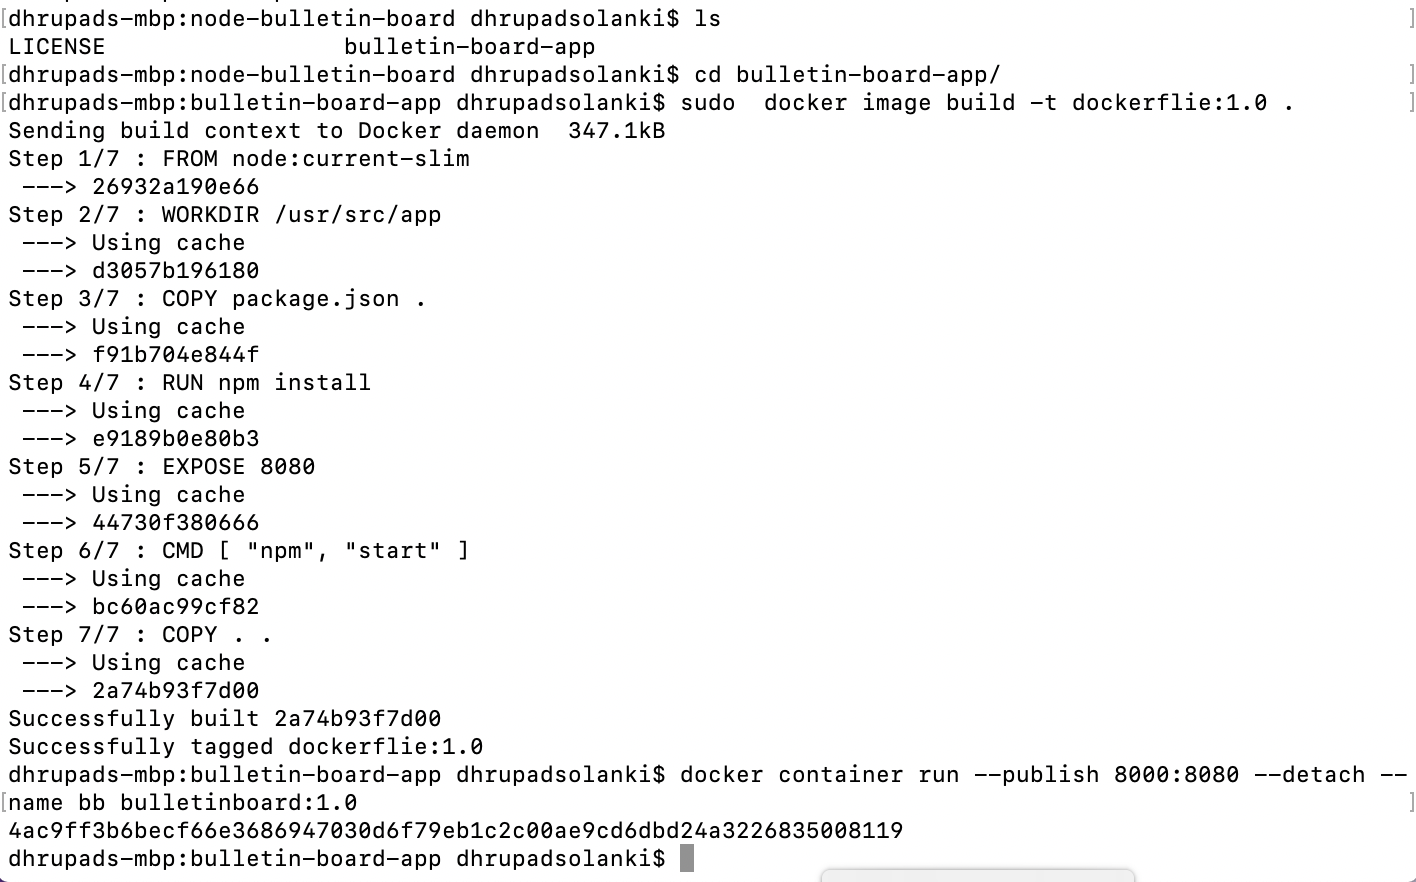 [dhrupads-mbp:node-bulletin-board dhrupadsolanki$ ls ]
LICENSE bulletin-board-app
[dhrupads-mbp:node-bulletin-board dhrupadsolanki$ cd bulletin-board-app/ ]
[dhrupads-mbp:bulletin-board-app dhrupadsolanki$ sudo  docker image build -t dockerflie:1.0 . ]
Sending build context to Docker daemon  347.1kB
Step 1/7 : FROM node:current-slim
 ---> 26932a190e66
Step 2/7 : WORKDIR /usr/src/app
 ---> Using cache
 ---> d3057b196180
Step 3/7 : COPY package.json .
 ---> Using cache
 ---> f91b704e844f
Step 4/7 : RUN npm install
 ---> Using cache
 ---> e9189b0e80b3
Step 5/7 : EXPOSE 8080
 ---> Using cache
 ---> 44730f380666
Step 6/7 : CMD [ "npm", "start" ]
 ---> Using cache
 ---> bc60ac99cf82
Step 7/7 : COPY . .
 ---> Using cache
 ---> 2a74b93f7d00
Successfully built 2a74b93f7d00
Successfully tagged dockerflie:1.0
dhrupads-mbp:bulletin-board-app dhrupadsolanki$ docker container run --publish 8000:8080 --detach --
[name bb bulletinboard:1.0 ]
4ac9ff3b6becf66e3686947030d6f79eb1c2c00ae9cd6dbd24a3226835008119
dhrupads-mbp:bulletin-board-app dhrupadsolanki$